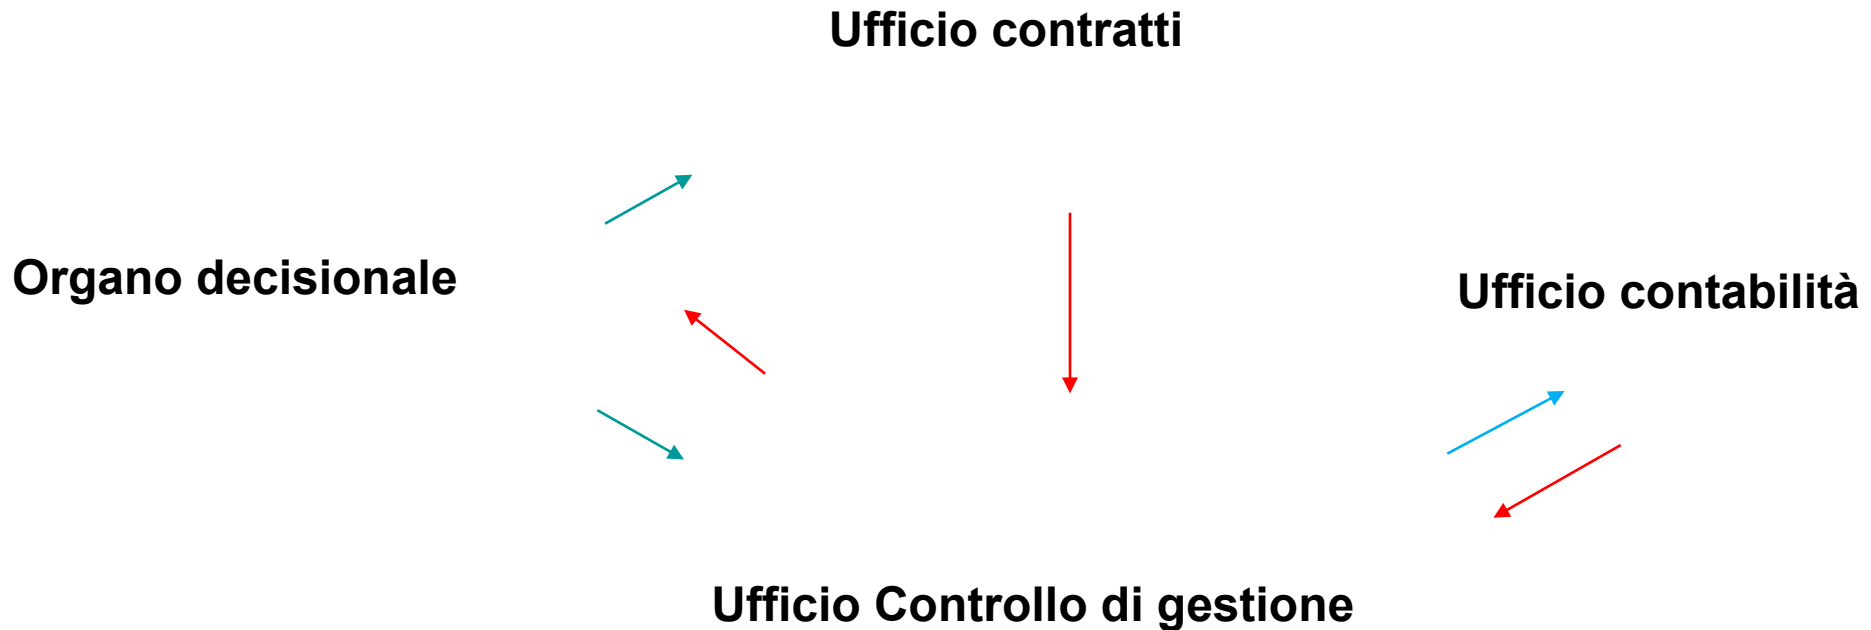 Ufficio contratti
Organo decisionale
Ufficio contabilità
Ufficio Controllo di gestione